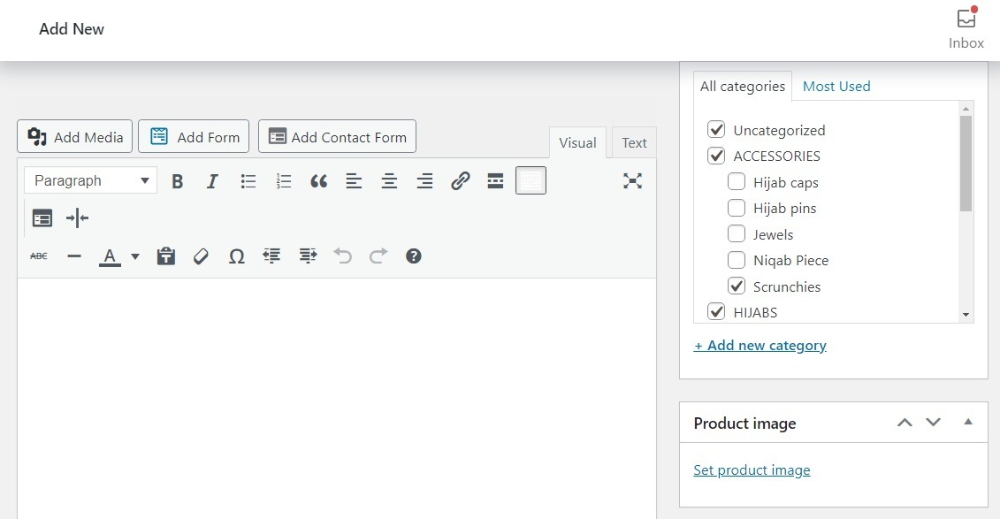 Add New
Inbox
Add Media
Add Form
Add Contact Form
Visual
Text
Paragraph
B
I
ABC
A
Ω
All categories
Most Used
Uncategorized
ACCESSORIES
Hijab caps
Hijab pins
Jewels
Niqab Piece
Scrunchies
HIJABS
+ Add new category
Product image
Set product image